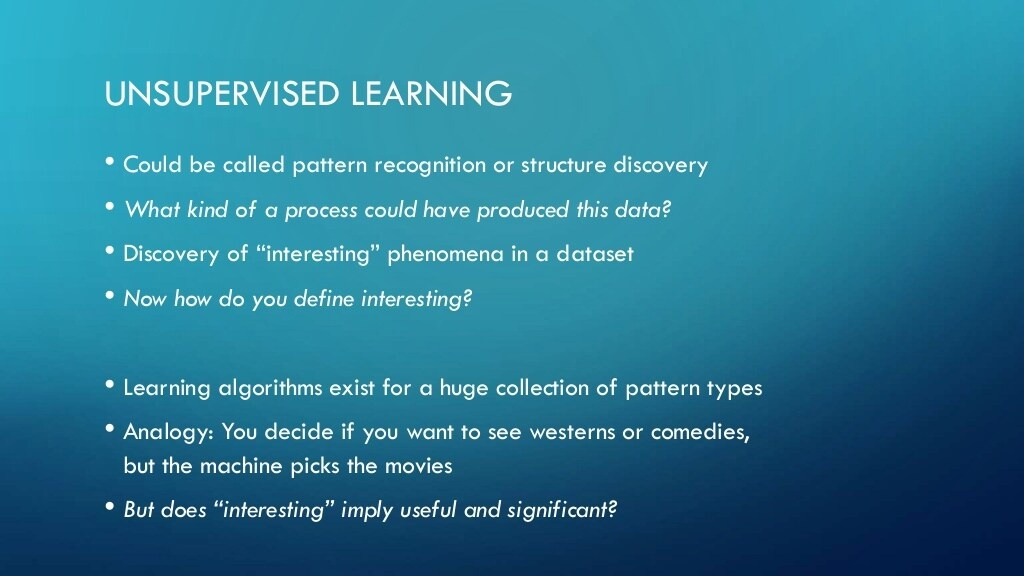 UNSUPERVISED LEARNING
• Could be called pattern recognition or structure discovery
• What kind of a process could have produced this data?
• Discovery of “interesting” phenomena in a dataset
• Now how do you define interesting?
• Learning algorithms exist for a huge collection of pattern types
• Analogy: You decide if you want to see westerns or comedies,
but the machine picks the movies
• But does “interesting” imply useful and significant?